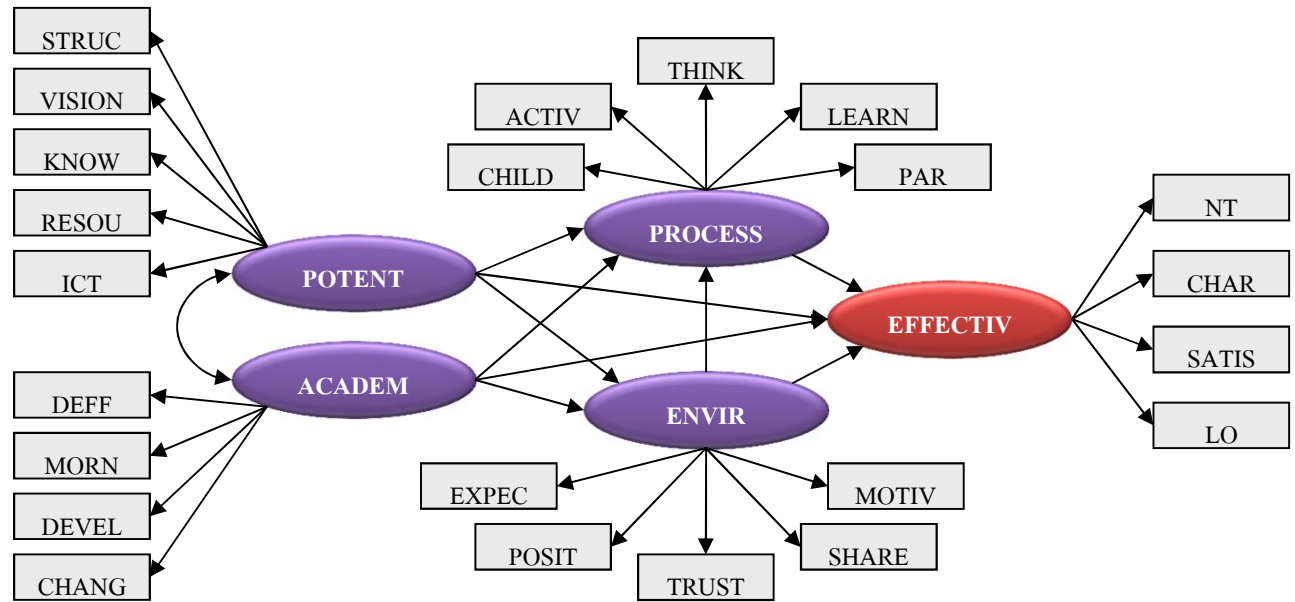 STRUC
VISION
KNOW
RESOU
ICT
DEFF
MORN
DEVEL
CHANG
POTENT
ACADEM
THINK
ACTIV
LEARN
CHILD
PAR
PROCESS
ENVIR
EXPEC
MOTIV
POSIT
SHARE
TRUST
EFFECTIV
NT
CHAR
SATIS
LO